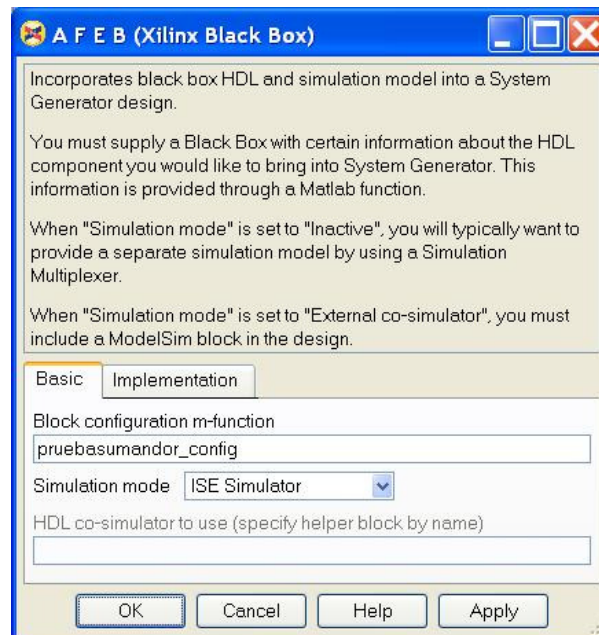 A F E B (Xilinx Black Box)
Incorporates black box HDL and simulation model into a System
Generator design.
You must supply a Black Box with certain information about the HDL
component you would like to bring into System Generator. This
information is provided through a Matlab function.
When "Simulation mode" is set to "Inactive", you will typically want to
provide a separate simulation model by using a Simulation
Multiplexer.
When "Simulation mode" is set to "External co-simulator", you must
include a ModelSim block in the design.
Basic Implementation
Block configuration m-function
pruebasumandor_config
Simulation mode ISE Simulator
HDL co-simulator to use (specify helper block by name)
OK Cancel Help Apply